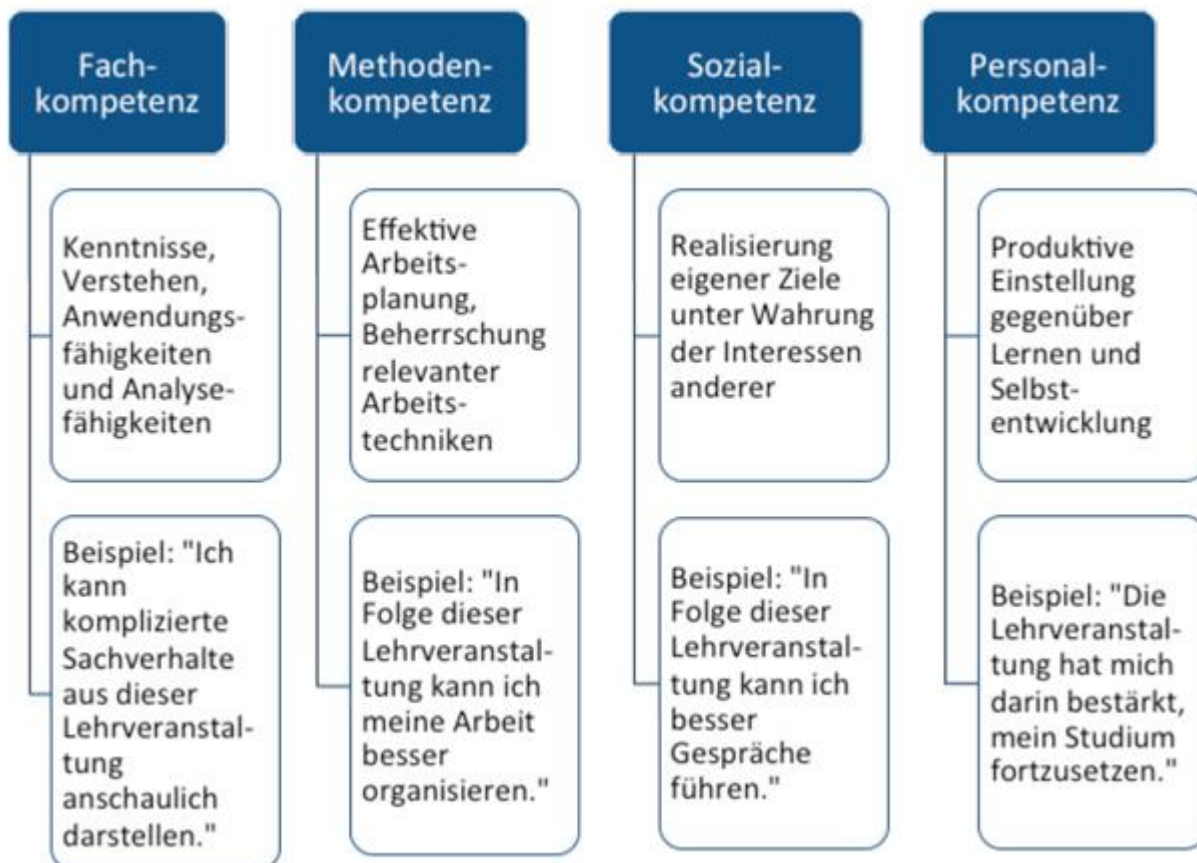 Fach-
kompetenz
Kenntnisse,
Verstehen,
Anwendungs-
fähigkeiten
und Analyse-
fähigkeiten
Beispiel: "Ich
kann
komplizierte
Sachverhalte
aus dieser
Lehrveranstal-
tung
anschaulich
darstellen."
Methoden-
kompetenz
Effektive
Arbeits-
planung,
Beherrschung
relevanter
Arbeits-
techniken
Beispiel: "In
Folge dieser
Lehrveranstal-
tung kann ich
meine Arbeit
besser
organisieren."
Sozial-
kompetenz
Realisierung
eigener Ziele
unter Wahrung
der Interessen
anderer
Beispiel: "In
Folge dieser
Lehrveranstal-
tung kann ich
besser
Gespräche
führen."
Personal-
kompetenz
Produktive
Einstellung
gegenüber
Lernen und
Selbst-
entwicklung
Beispiel: "Die
Lehrveranstal-
tung hat mich
darin bestärkt,
mein Studium
fortzusetzen."